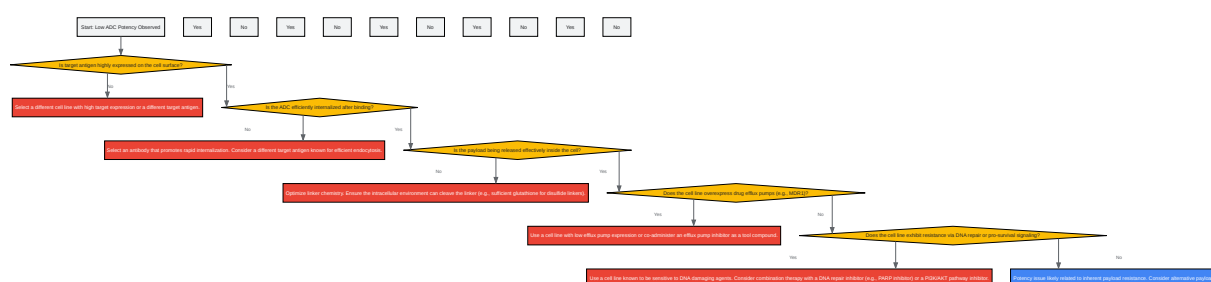 Start: Low ADC Potency Observed
Yes
No
Yes
No
Yes
No
Yes
No
Yes
No
Is target antigen highly expressed on the cell surface?
No
Yes
Select a different cell line with high target expression or a different target antigen.
Is the ADC efficiently internalized after binding?
No
Yes
Select an antibody that promotes rapid internalization. Consider a different target antigen known for efficient endocytosis.
Is the payload being released effectively inside the cell?
No
Yes
Optimize linker chemistry. Ensure the intracellular environment can cleave the linker (e.g., sufficient glutathione for disulfide linkers).
Does the cell line overexpress drug efflux pumps (e.g., MDR1)?
Yes
No
Use a cell line with low efflux pump expression or co-administer an efflux pump inhibitor as a tool compound.
Does the cell line exhibit resistance via DNA repair or pro-survival signaling?
Yes
No
Use a cell line known to be sensitive to DNA damaging agents. Consider combination therapy with a DNA repair inhibitor (e.g., PARP inhibitor) or a PI3K/AKT pathway inhibitor.
Potency issue likely related to inherent payload resistance. Consider alternative